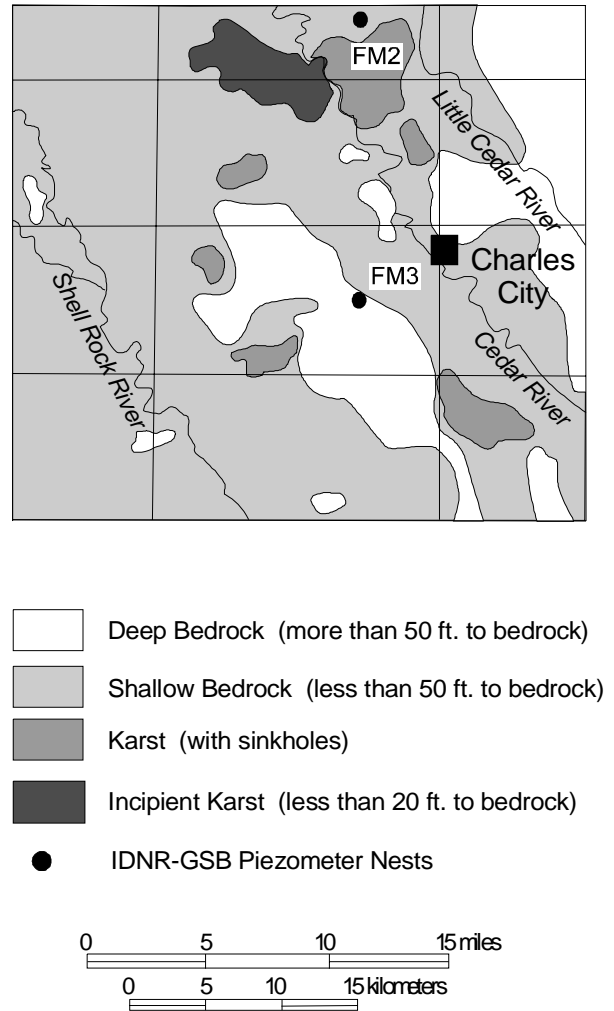 FM2
Little Cedar River
Charles
City
FM3
Shell Rock River
Cedar River
Deep Bedrock (more than 50 ft. to bedrock)
Shallow Bedrock (less than 50 ft. to bedrock)
Karst (with sinkholes)
Incipient Karst (less than 20 ft. to bedrock)
IDNR-GSB Piezometer Nests
0 5 10 15 miles
0 5 10 15 kilometers